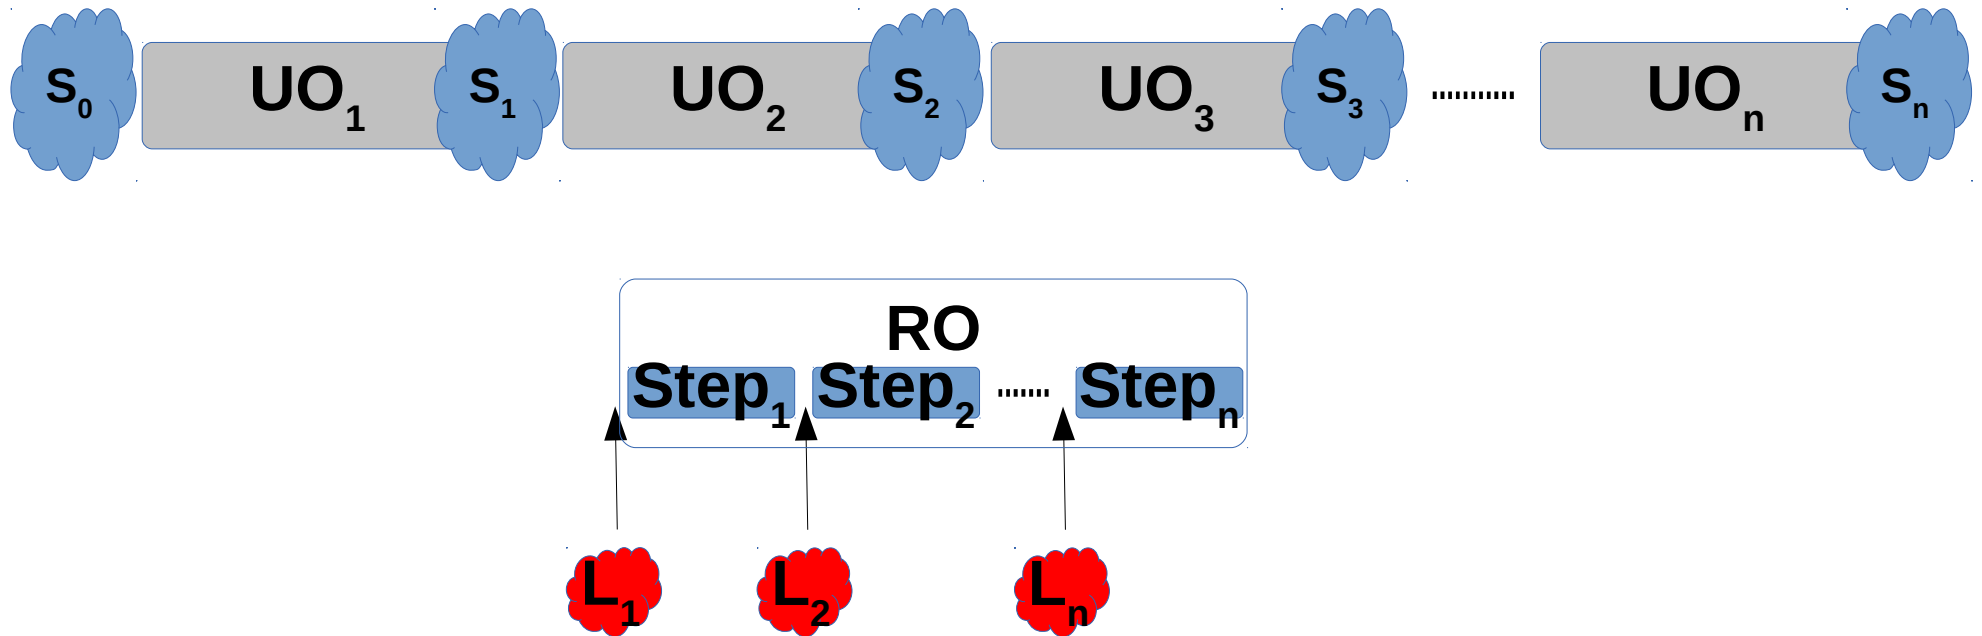 S₀ UO₁ S₁ UO₂ S₂ UO₃ S₃ ........... UOₙ Sₙ
RO
Step₁ Step₂ ....... Stepₙ
L₁ L₂ Lₙ